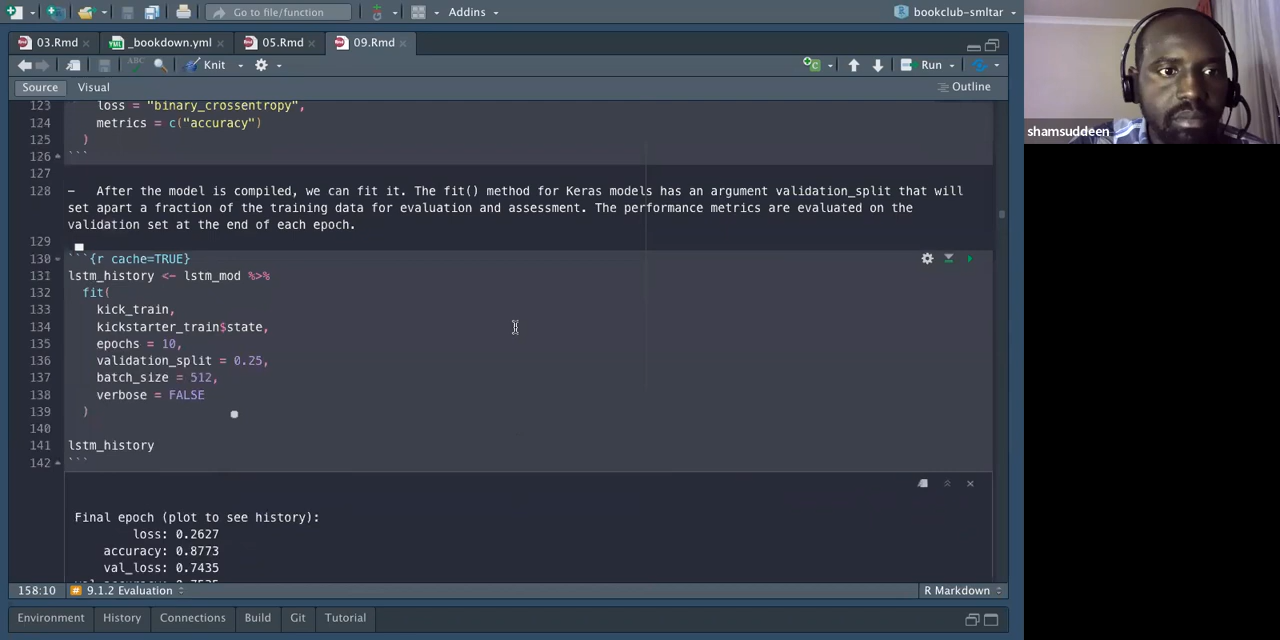 Go to file/function
Addins
bookclub-smltar
03.Rmd
_bookdown.yml
05.Rmd
09.Rmd
ABC
Knit
Run
Source
Visual
Outline
123 loss = "binary_crossentropy",
124 metrics = c("accuracy")
125 )
126 ```
127
128 - After the model is compiled, we can fit it. The fit() method for Keras models has an argument validation_split that will
set apart a fraction of the training data for evaluation and assessment. The performance metrics are evaluated on the
validation set at the end of each epoch.
129
130 ```{r cache=TRUE}
131 lstm_history <- lstm_mod %>%
132 fit(
133 kick_train,
134 kickstarter_train$state,
135 epochs = 10,
136 validation_split = 0.25,
137 batch_size = 512,
138 verbose = FALSE
139 )
140
141 lstm_history
142 ```
Final epoch (plot to see history):
loss: 0.2627
accuracy: 0.8773
val_loss: 0.7435
158:10
# 9.1.2 Evaluation
R Markdown
Environment
History
Connections
Build
Git
Tutorial
shamsuddeen